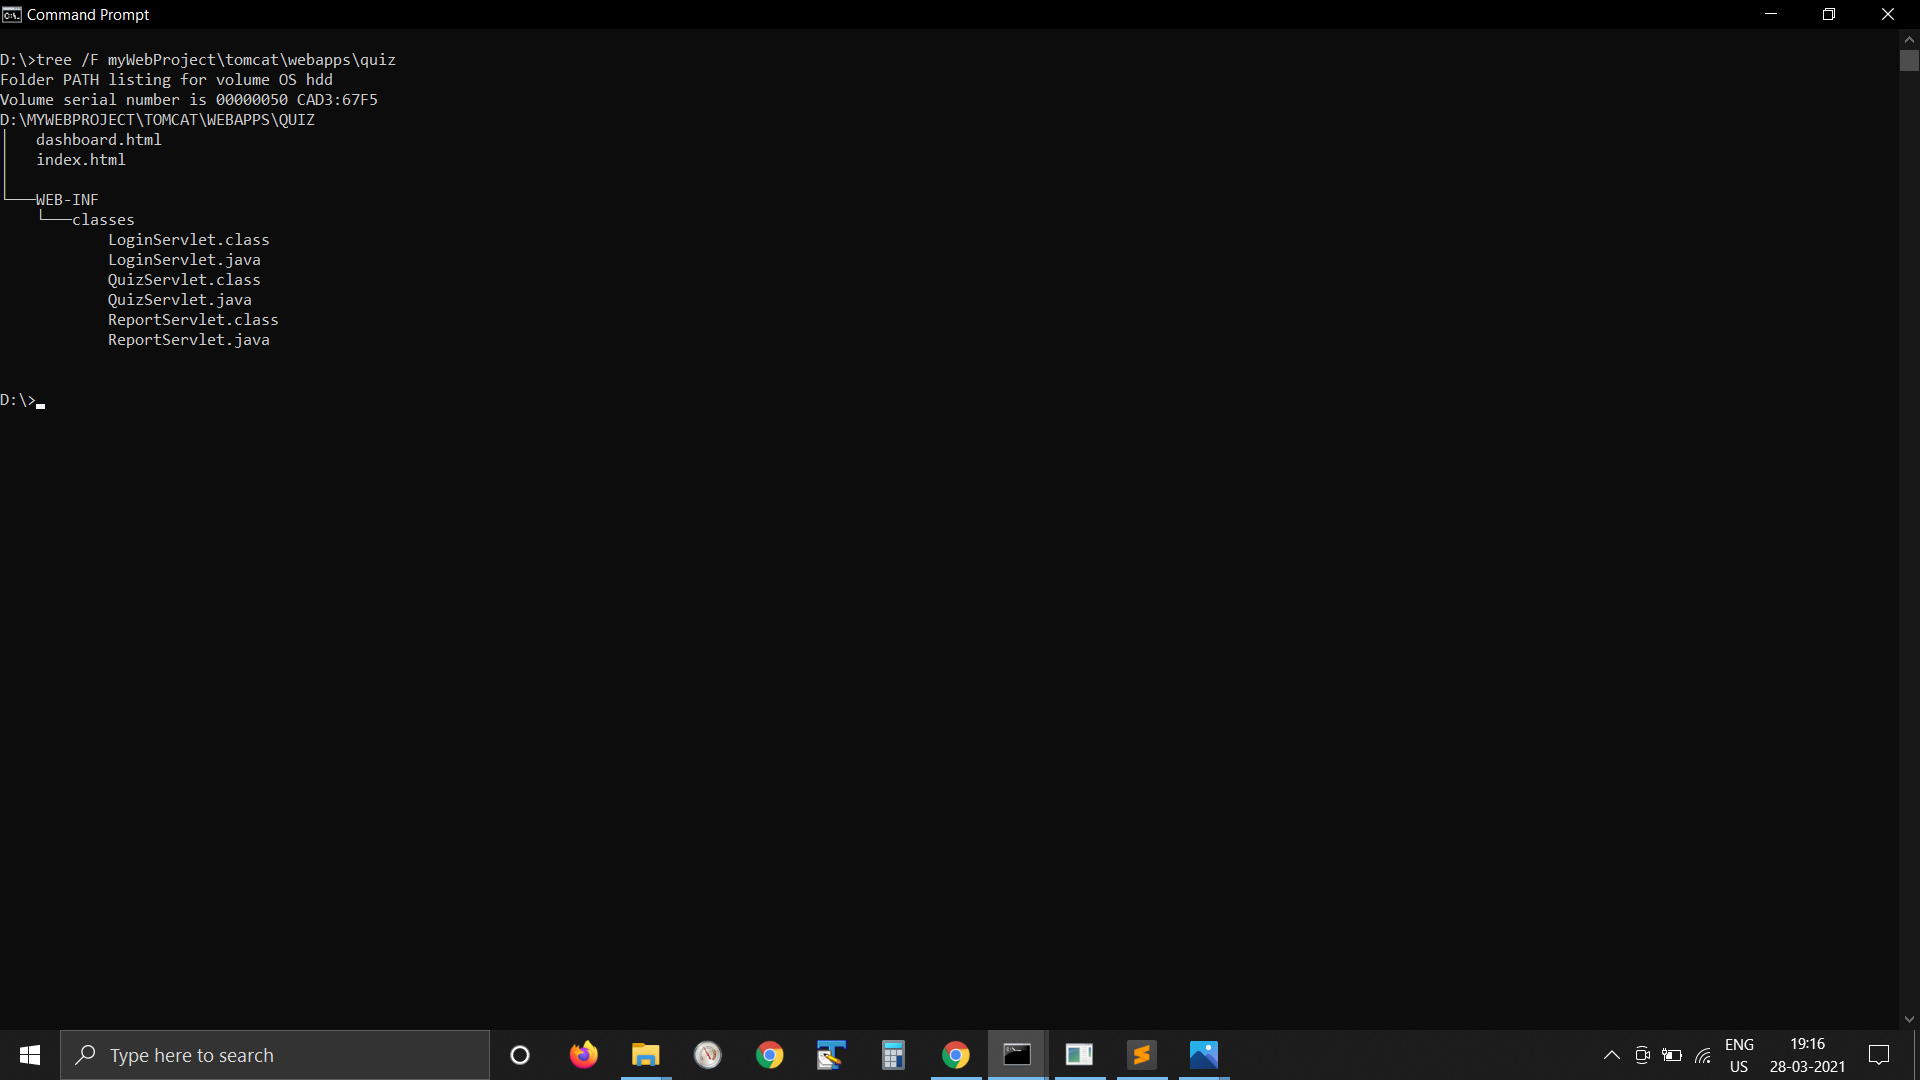 Command Prompt
D:\>tree /F myWebProject\tomcat\webapps\quiz
Folder PATH listing for volume OS hdd
Volume serial number is 00000050 CAD3:67F5
D:\MYWEBPROJECT\TOMCAT\WEBAPPS\QUIZ
dashboard.html
index.html
WEB-INF
classes
LoginServlet.class
LoginServlet.java
QuizServlet.class
QuizServlet.java
ReportServlet.class
ReportServlet.java
D:\>
Type here to search
ENG
US
19:16
28-03-2021